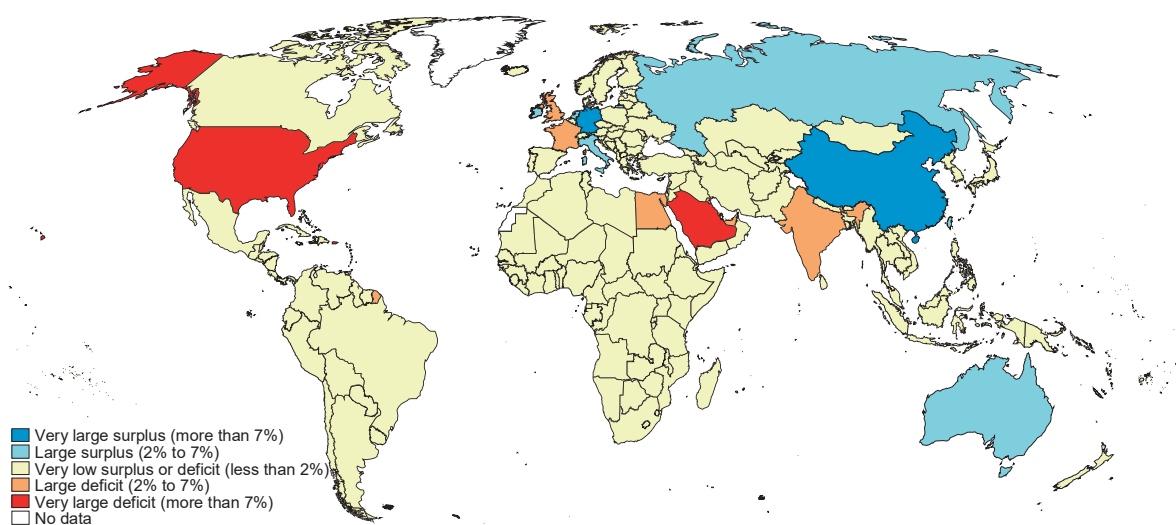 Very large surplus (more than 7%)
Large surplus (2% to 7%)
Very low surplus or deficit (less than 2%)
Large deficit (2% to 7%)
Very large deficit (more than 7%)
No data